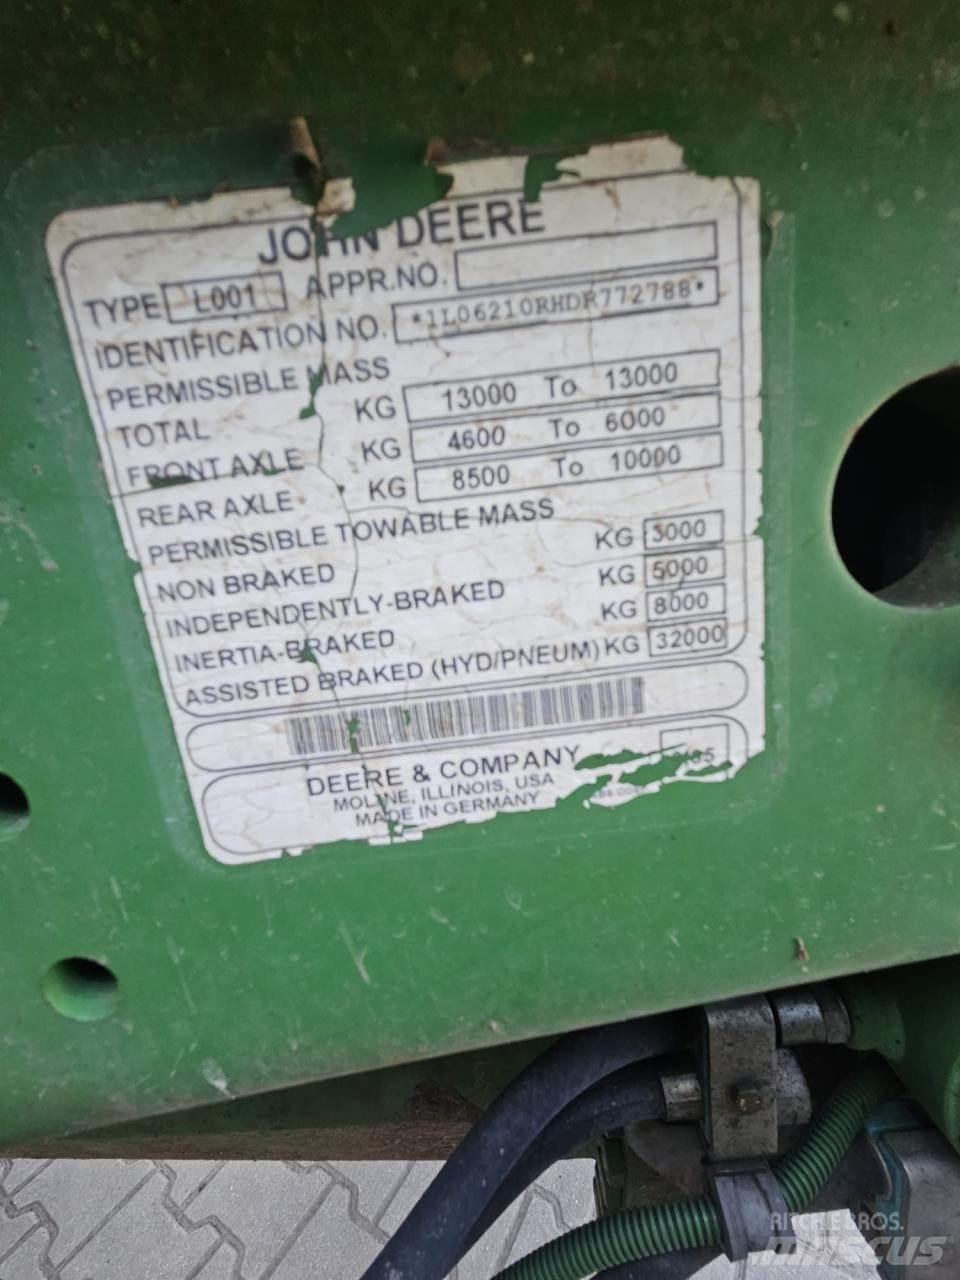 JOHN DEERE
TYPE L001 APPR.NO.
IDENTIFICATION NO. *1L06210RHDR772788*
PERMISSIBLE MASS
TOTAL KG 13000 To 13000
FRONT AXLE KG 4600 To 6000
REAR AXLE KG 8500 To 10000
PERMISSIBLE TOWABLE MASS
NON BRAKED KG 3000
INDEPENDENTLY-BRAKED KG 5000
INERTIA-BRAKED KG 8000
ASSISTED BRAKED (HYD/PNEUM) KG 32000
DEERE & COMPANY
MOLINE, ILLINOIS, USA
MADE IN GERMANY
RITCHIE BROS.
mascus